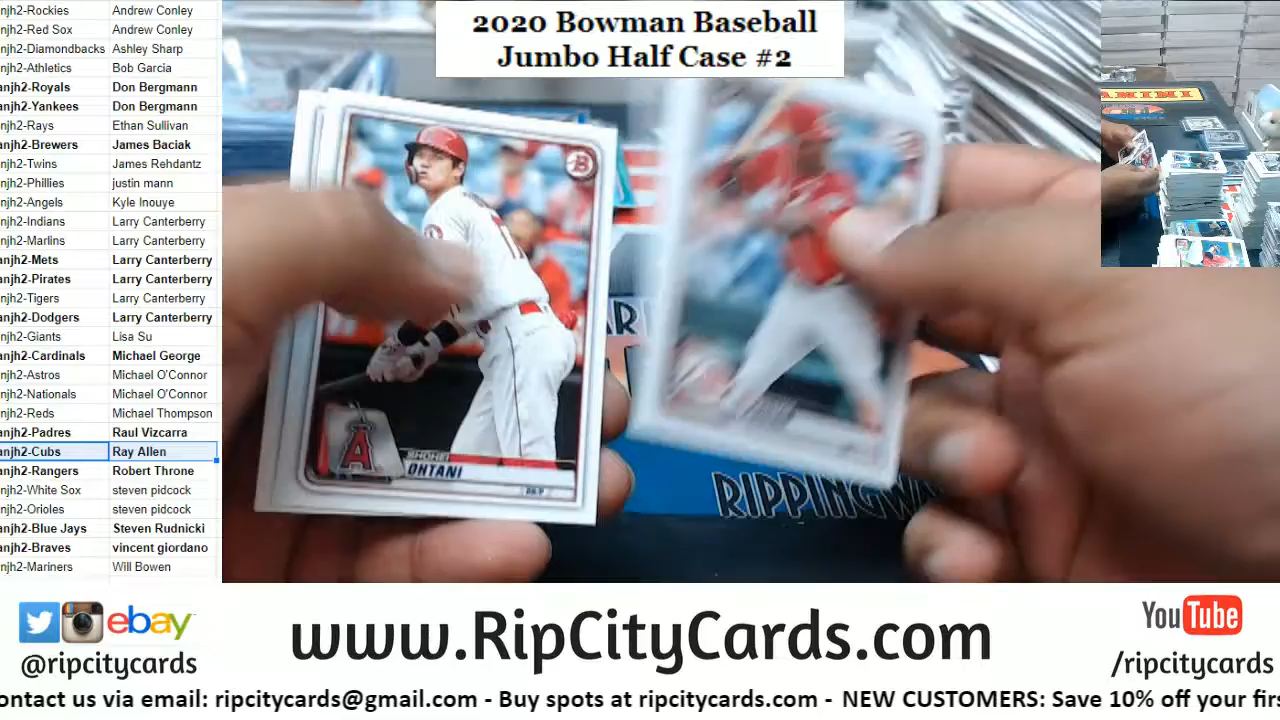 2020 Bowman Baseball
Jumbo Half Case #2
njh2-Rockies Andrew Conley
njh2-Red Sox Andrew Conley
njh2-Diamondbacks Ashley Sharp
njh2-Athletics Bob Garcia
anjh2-Royals Don Bergmann
anjh2-Yankees Don Bergmann
njh2-Rays Ethan Sullivan
anjh2-Brewers James Baciak
njh2-Twins James Rehdantz
njh2-Phillies justin mann
njh2-Angels Kyle Inouye
njh2-Indians Larry Canterberry
njh2-Marlins Larry Canterberry
anjh2-Mets Larry Canterberry
anjh2-Pirates Larry Canterberry
njh2-Tigers Larry Canterberry
anjh2-Dodgers Larry Canterberry
njh2-Giants Lisa Su
anjh2-Cardinals Michael George
njh2-Astros Michael O'Connor
njh2-Nationals Michael O'Connor
njh2-Reds Michael Thompson
anjh2-Padres Raul Vizcarra
anjh2-Cubs Ray Allen
anjh2-Rangers Robert Throne
njh2-White Sox steven pidcock
njh2-Orioles steven pidcock
anjh2-Blue Jays Steven Rudnicki
anjh2-Braves vincent giordano
njh2-Mariners Will Bowen
PANINI
B
A
SHOHEI
OHTANI
RIPPINGWA
ebay
@ripcitycards
www.RipCityCards.com
YouTube
/ripcitycards
ontact us via email: ripcitycards@gmail.com - Buy spots at ripcitycards.com - NEW CUSTOMERS: Save 10% off your firs